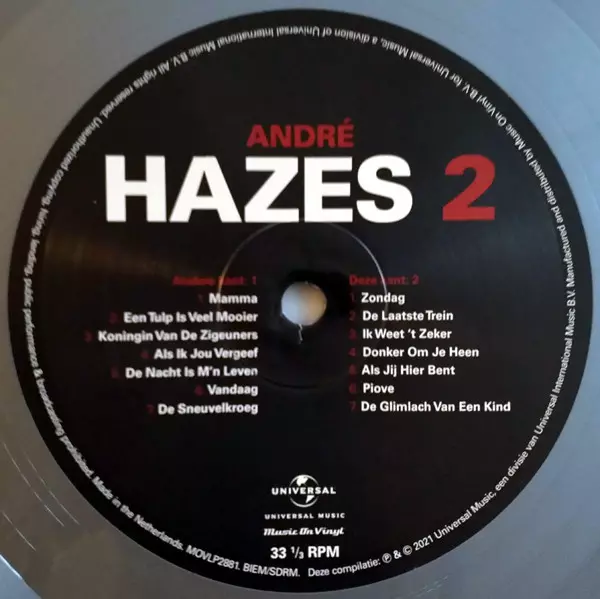 ANDRÉ
HAZES 2
Andere kant: 1
1 Mamma
2 Een Tulp Is Veel Mooier
3 Koningin Van De Zigeuners
4 Als Ik Jou Vergeef
5 De Nacht Is M'n Leven
6 Vandaag
7 De Sneuvelkroeg
Deze kant: 2
1 Zondag
2 De Laatste Trein
3 Ik Weet 't Zeker
4 Donker Om Je Heen
5 Als Jij Hier Bent
6 Piove
7 De Glimlach Van Een Kind
UNIVERSAL
UNIVERSAL MUSIC
Music On Vinyl
33 1/3 RPM
Deze compilatie: ℗ & © 2021 Universal Music, een divisie van Universal International Music B.V. Manufactured and distributed by Music On Vinyl B.V. for Universal Music, a division of Universal International Music B.V. All rights reserved. Unauthorised copying, hiring, lending, public performance & broadcasting prohibited. Made in the Netherlands. MOVLP2881. BIEM/SDRM.